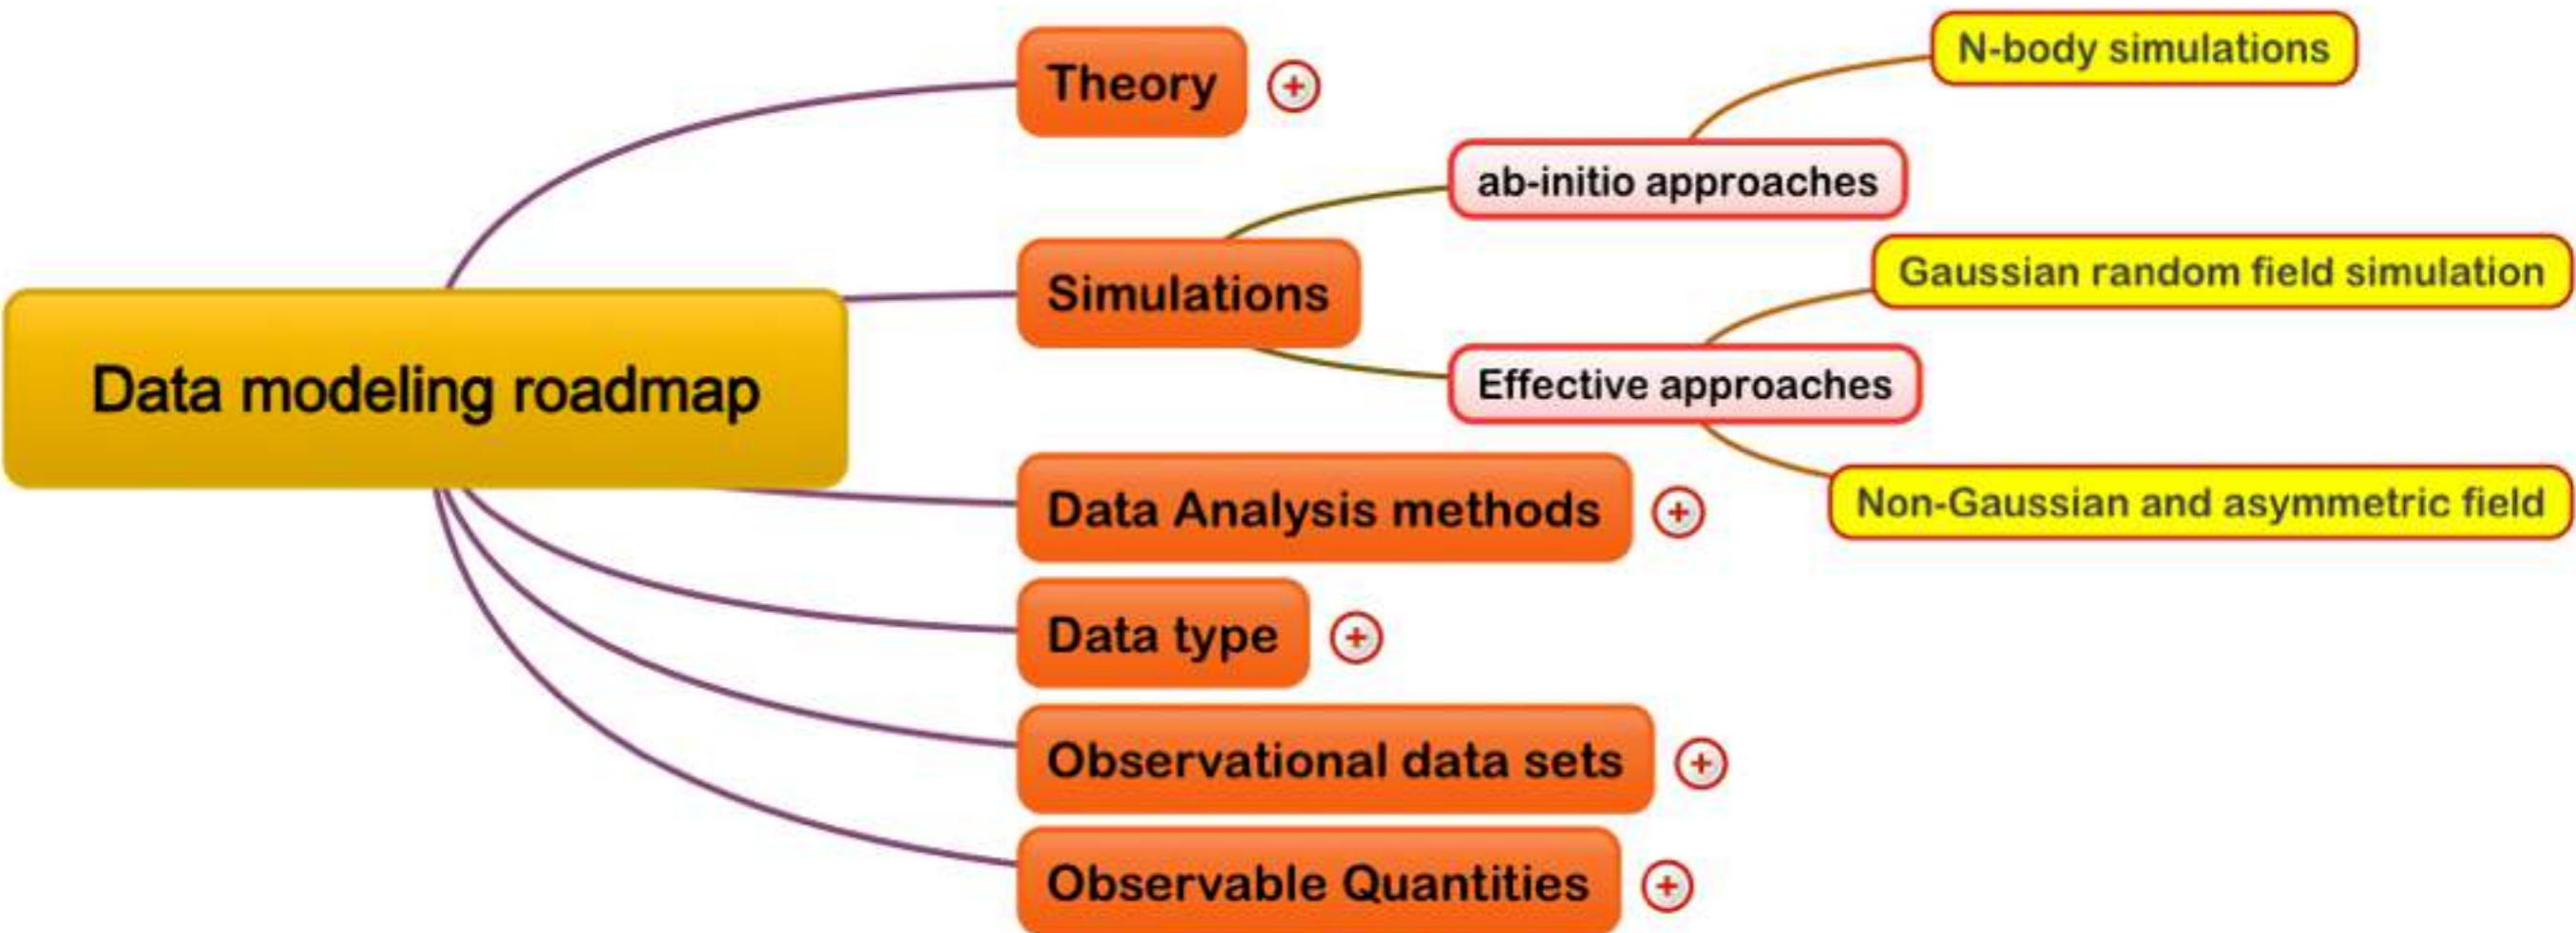 Data modeling roadmap
Theory
+
Simulations
ab-initio approaches
N-body simulations
Effective approaches
Gaussian random field simulation
Non-Gaussian and asymmetric field
Data Analysis methods
+
Data type
+
Observational data sets
+
Observable Quantities
+